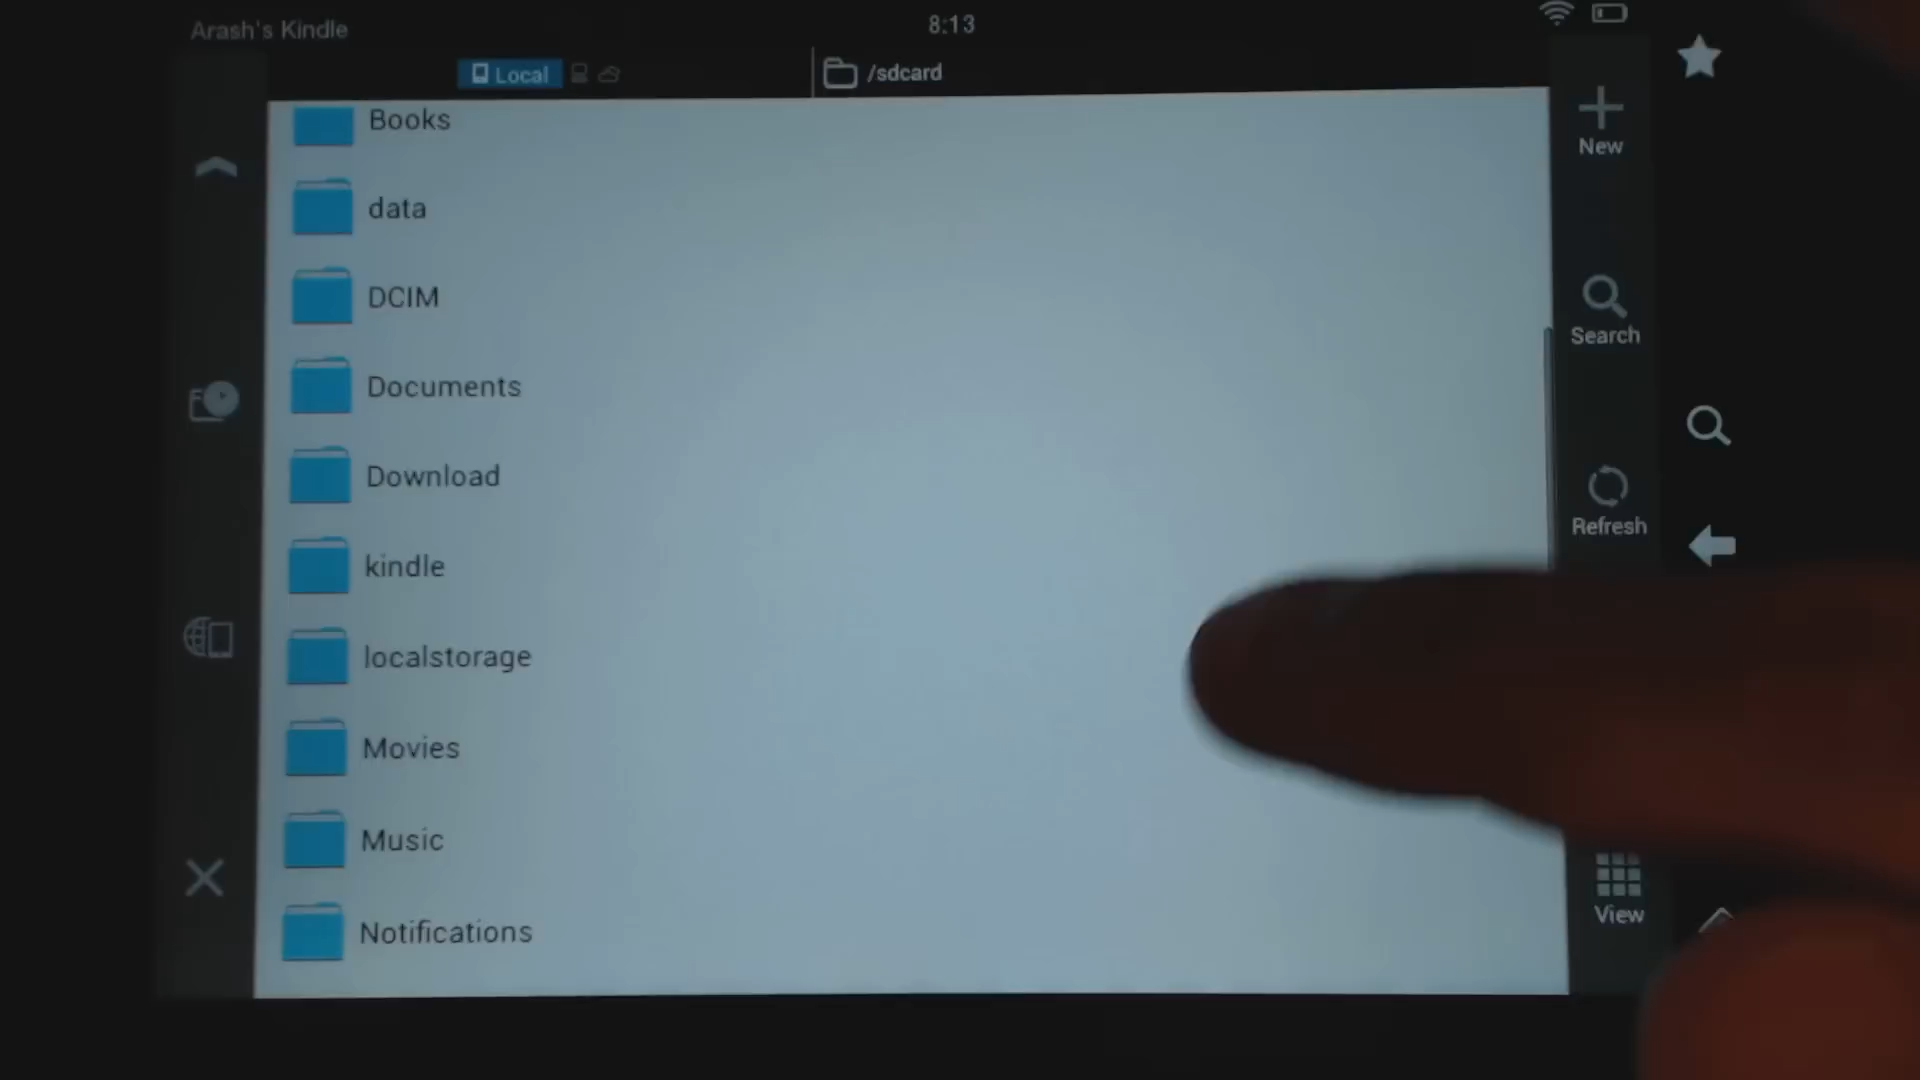 Arash's Kindle
8:13
Local
/sdcard
Books
data
DCIM
Documents
Download
kindle
localstorage
Movies
Music
Notifications
New
Search
Refresh
View